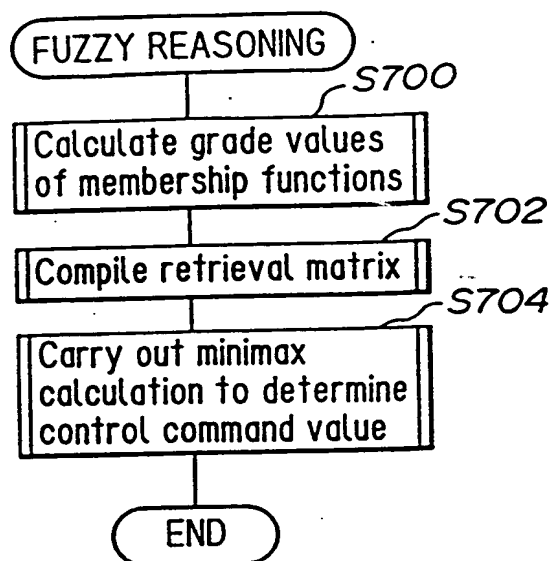 FUZZY REASONING
S700
Calculate grade values
of membership functions
S702
Compile retrieval matrix
S704
Carry out minimax
calculation to determine
control command value
END